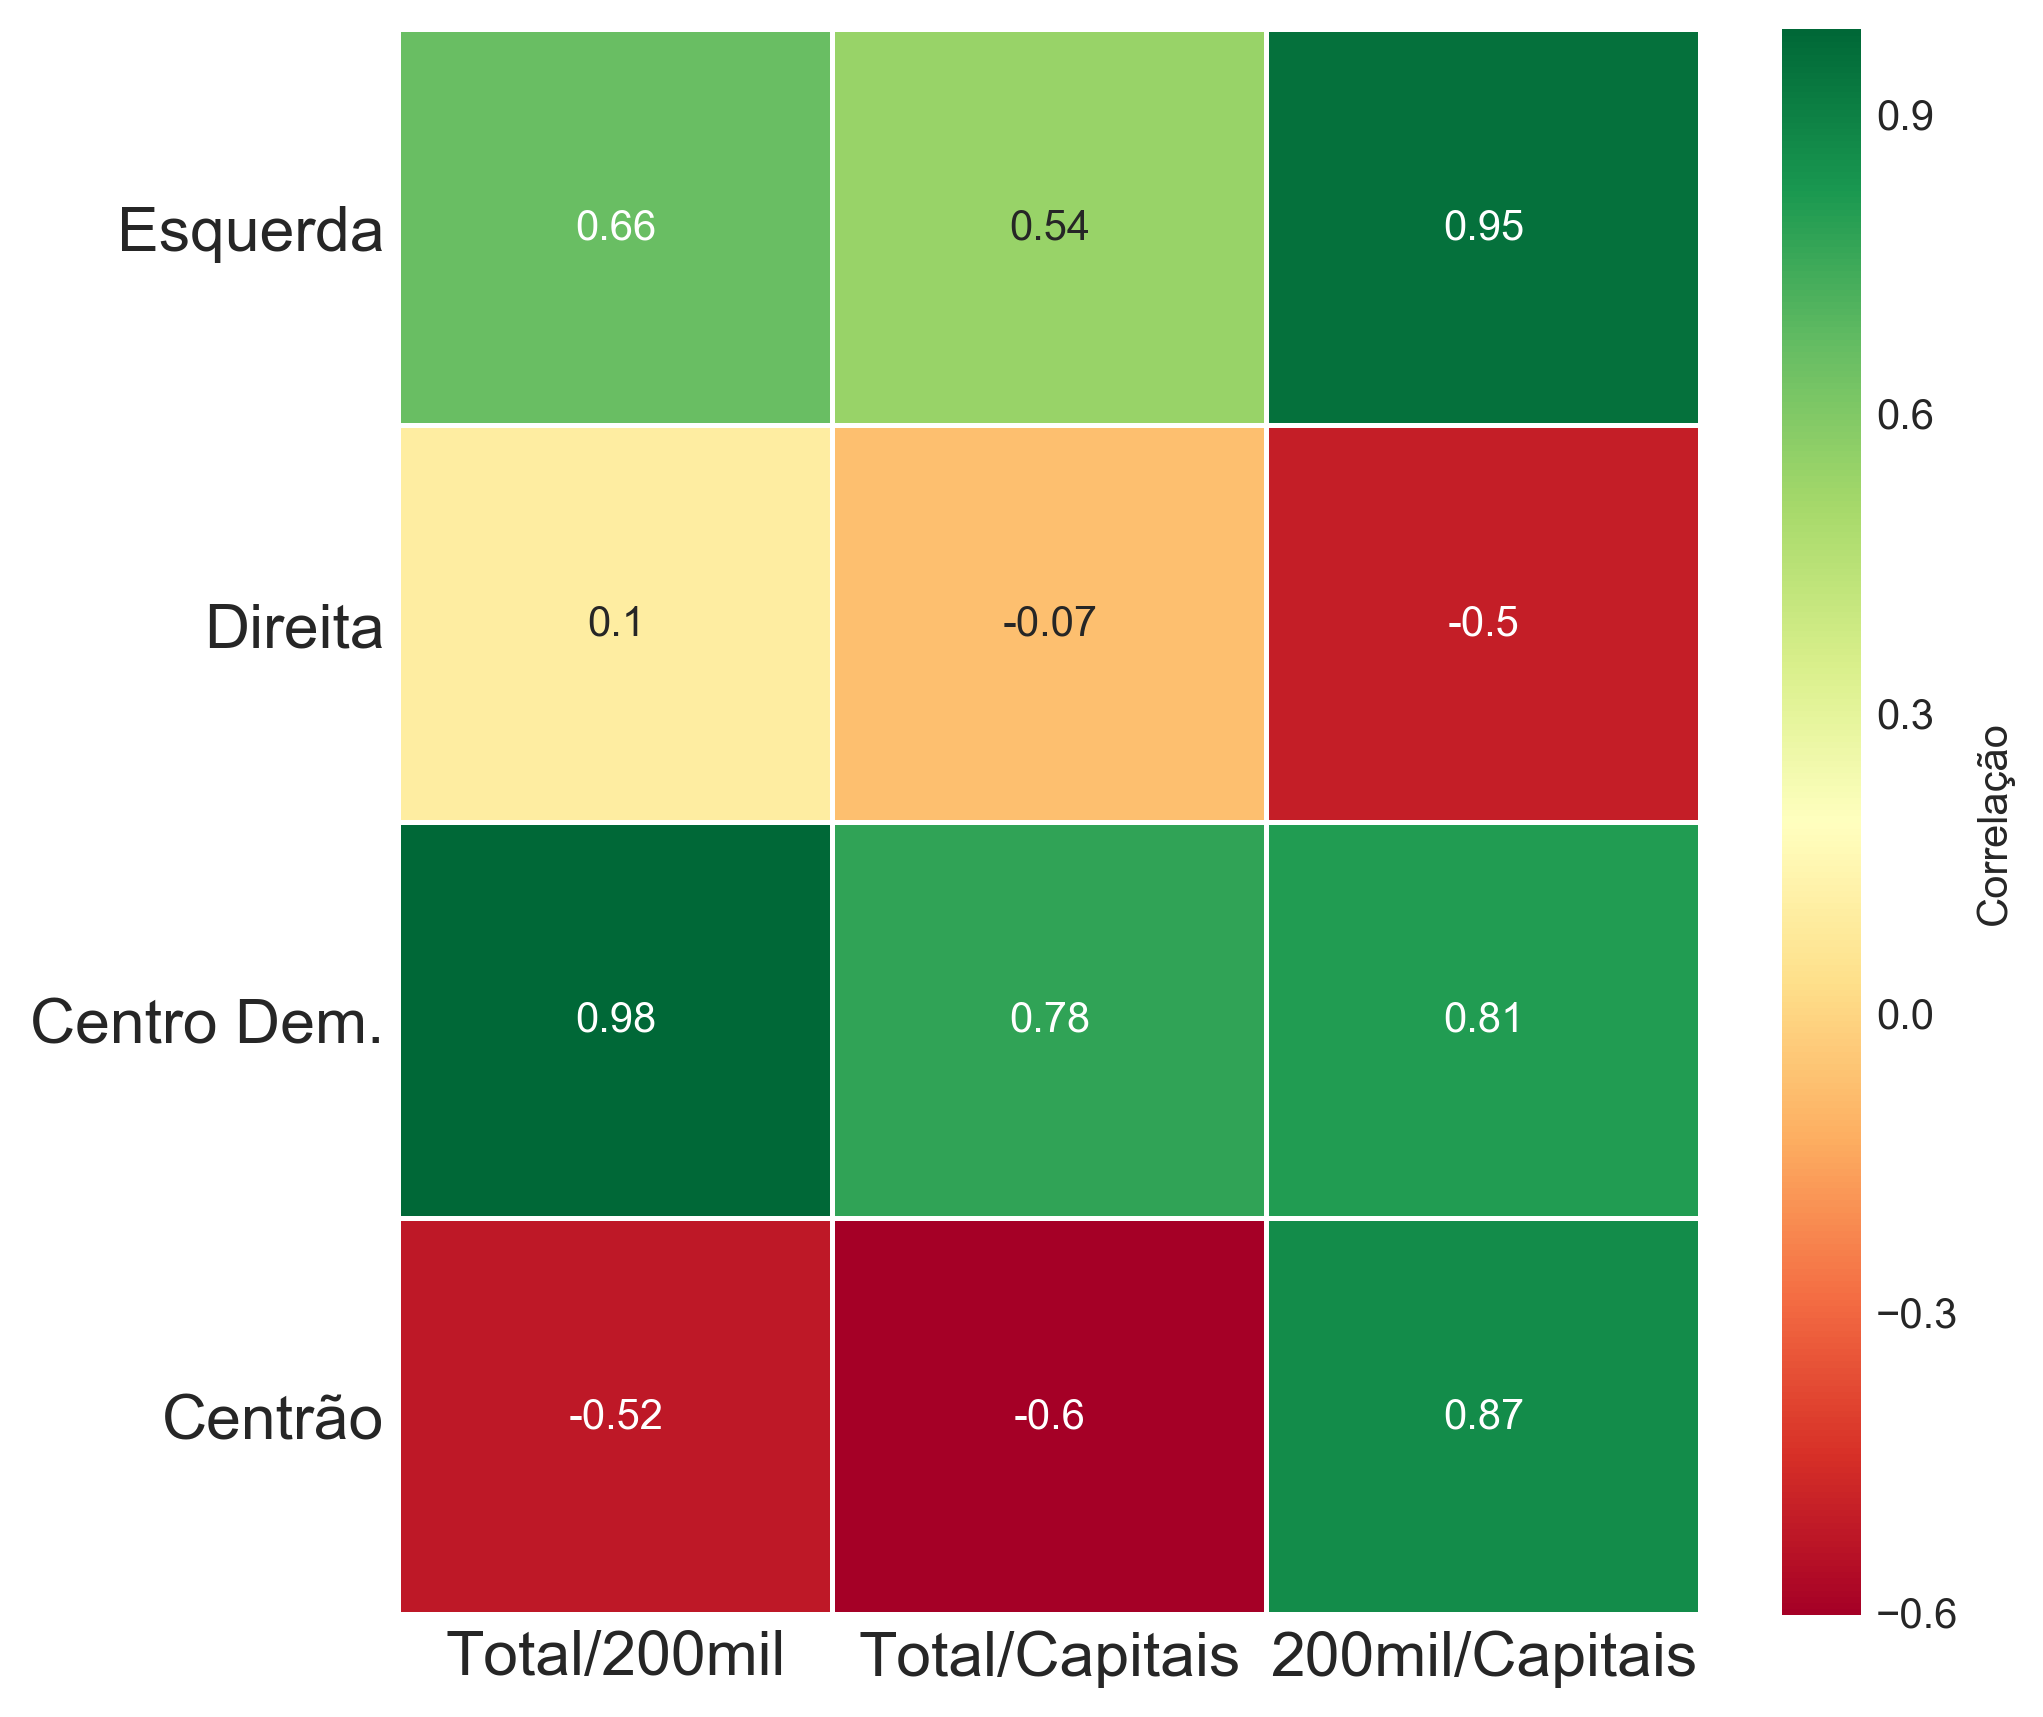 Esquerda 0.66 0.54 0.95
Direita 0.1 -0.07 -0.5
Centro Dem. 0.98 0.78 0.81
Centrão -0.52 -0.6 0.87
Total/200mil Total/Capitais 200mil/Capitais
0.9
0.6
0.3
0.0
−0.3
−0.6
Correlação